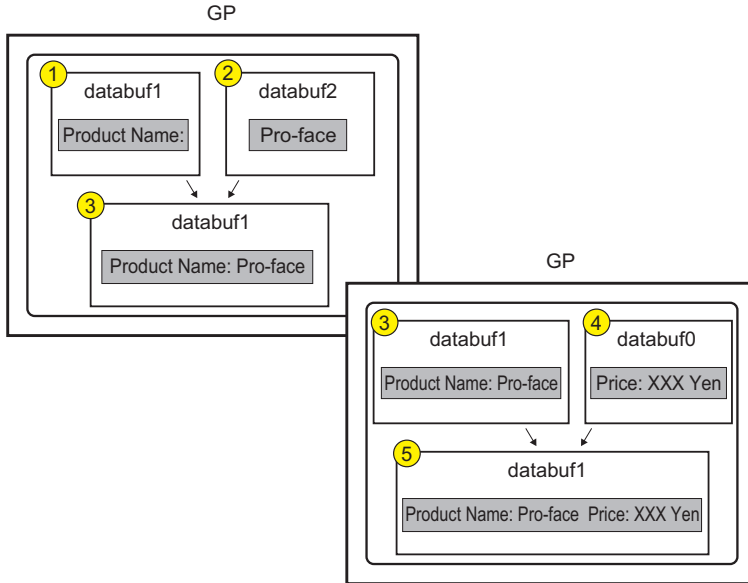 GP
1
databuf1
Product Name:
2
databuf2
Pro-face
3
databuf1
Product Name: Pro-face
GP
3
databuf1
Product Name: Pro-face
4
databuf0
Price: XXX Yen
5
databuf1
Product Name: Pro-face Price: XXX Yen